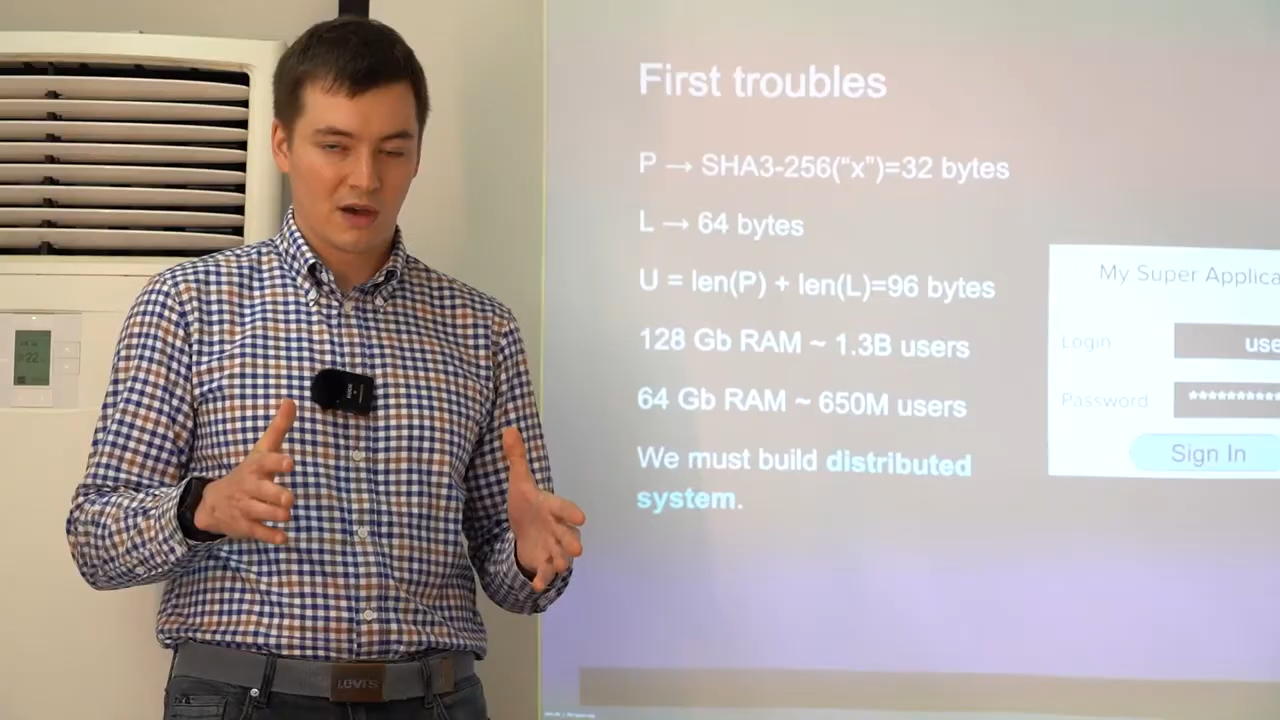 First troubles
P → SHA3-256(“x”)=32 bytes
L → 64 bytes
U = len(P) + len(L)=96 bytes
128 Gb RAM ~ 1.3B users
64 Gb RAM ~ 650M users
We must build distributed
system.
My Super Applica
Login
use
Password
**********
Sign In
LEVI'S
22